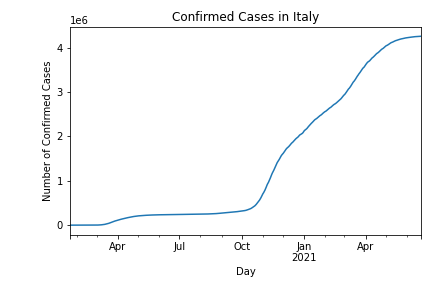 Confirmed Cases in Italy
1e6
Number of Confirmed Cases
4
3
2
1
0
Apr Jul Oct Jan Apr
2021
Day